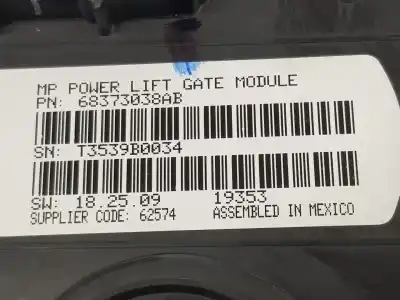 MP POWER LIFT GATE MODULE
PN: 68373038AB
SN: T3539B0034
SW: 18.25.09 19353
SUPPLIER CODE: 62574 ASSEMBLED IN MEXICO